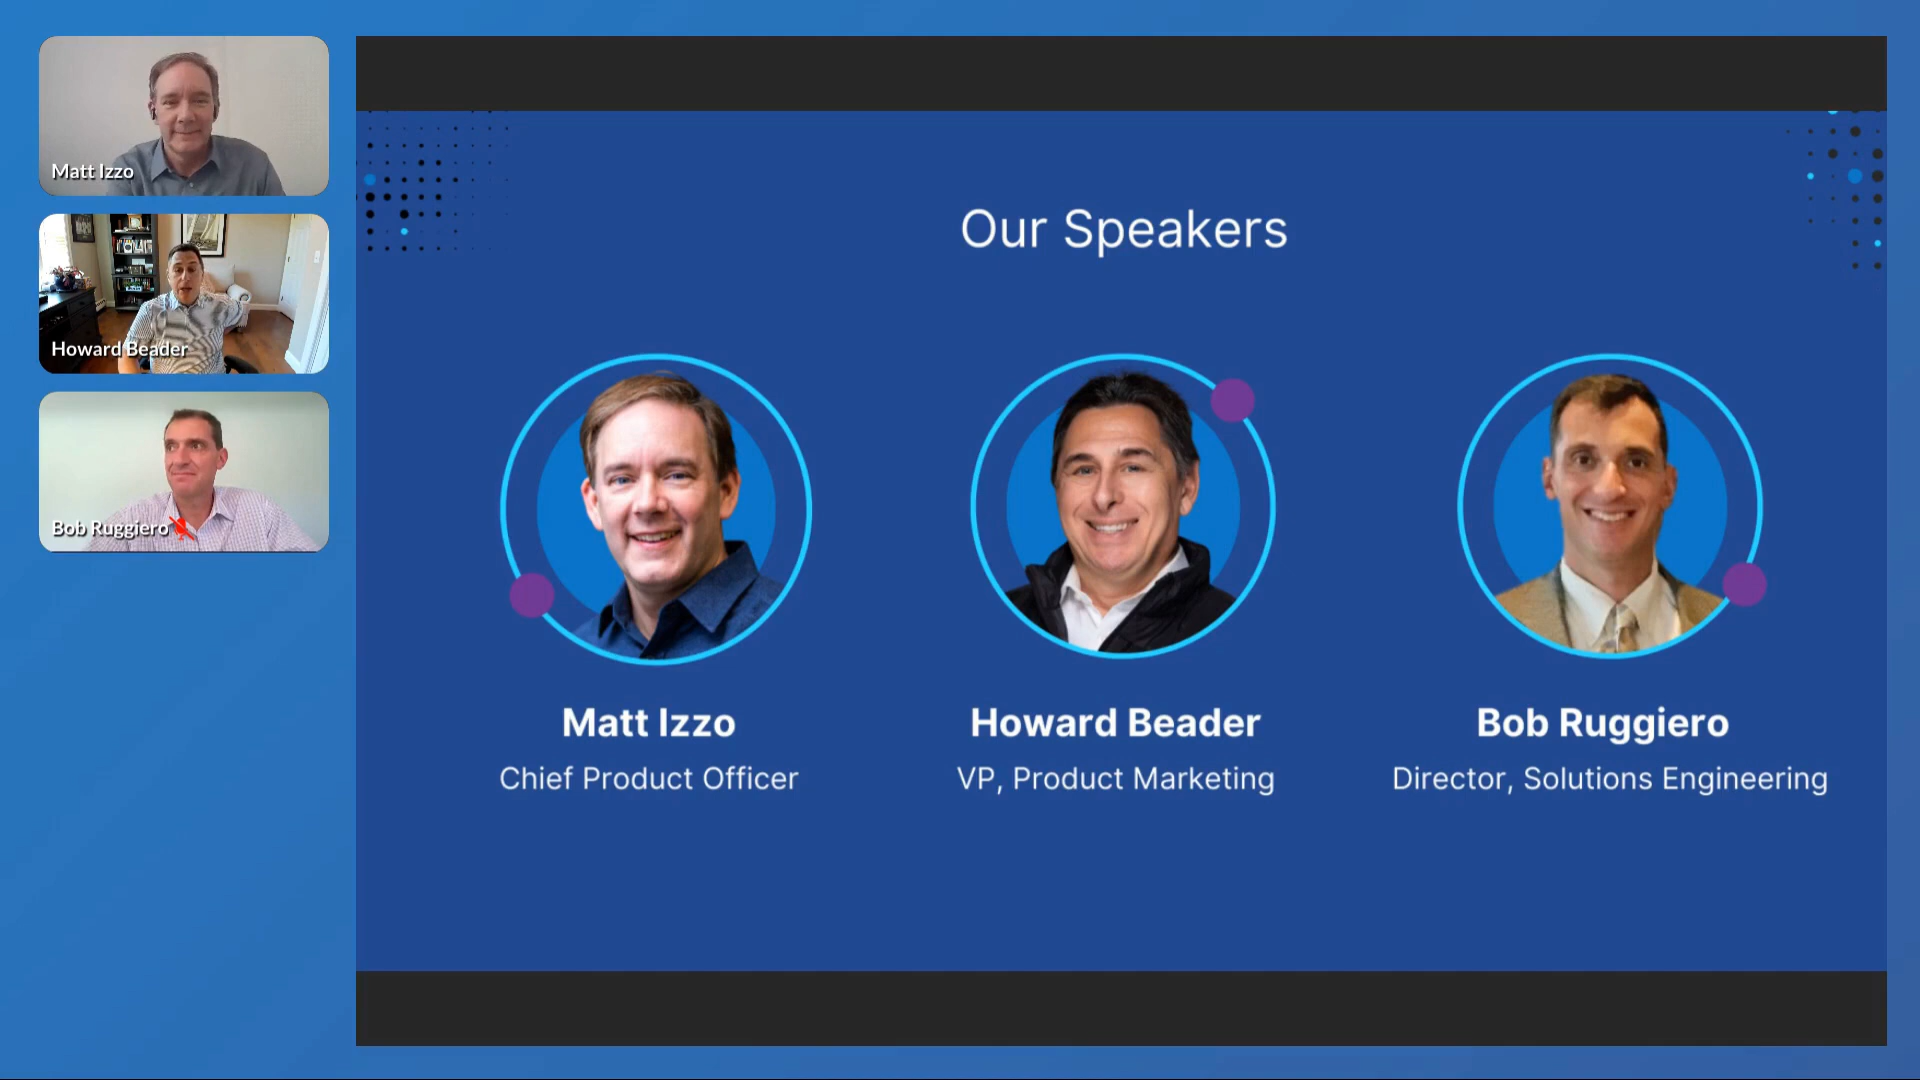 Matt Izzo
Howard Beader
Bob Ruggiero
Our Speakers
Matt Izzo
Chief Product Officer
Howard Beader
VP, Product Marketing
Bob Ruggiero
Director, Solutions Engineering